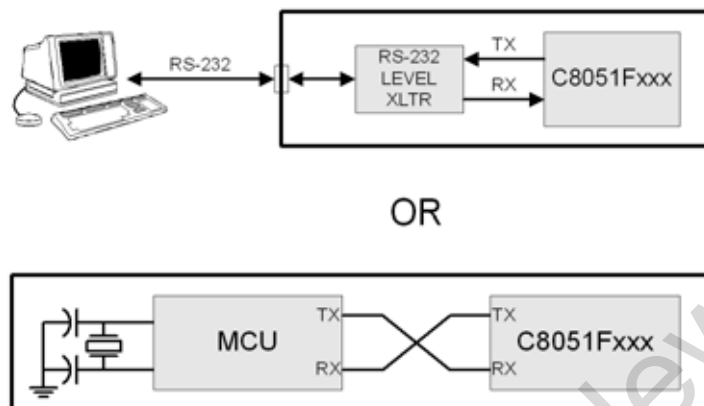 RS-232
RS-232
LEVEL
XLTR
TX
RX
C8051Fxxx
OR
MCU
TX
RX
TX
RX
C8051Fxxx